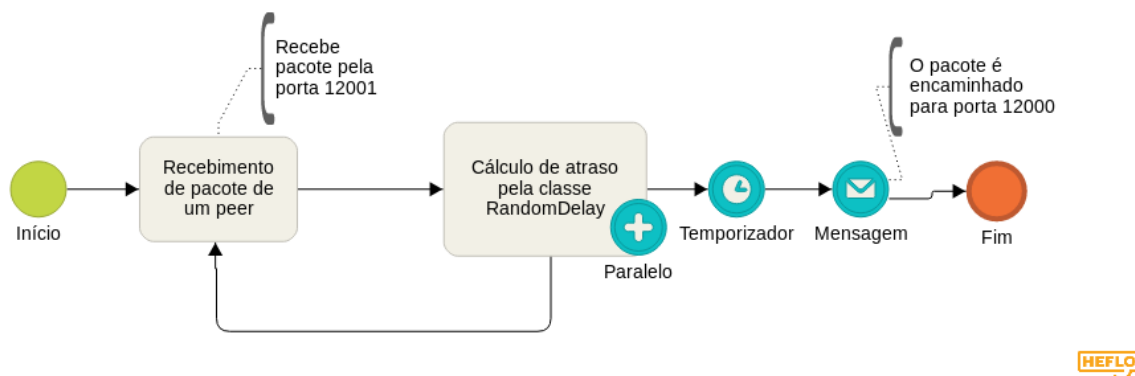 Recebe
pacote pela
porta 12001
O pacote é
encaminhado
para porta 12000
Recebimento
de pacote de
um peer
Cálculo de atraso
pela classe
RandomDelay
Início
Paralelo
Temporizador
Mensagem
Fim
HEFLO